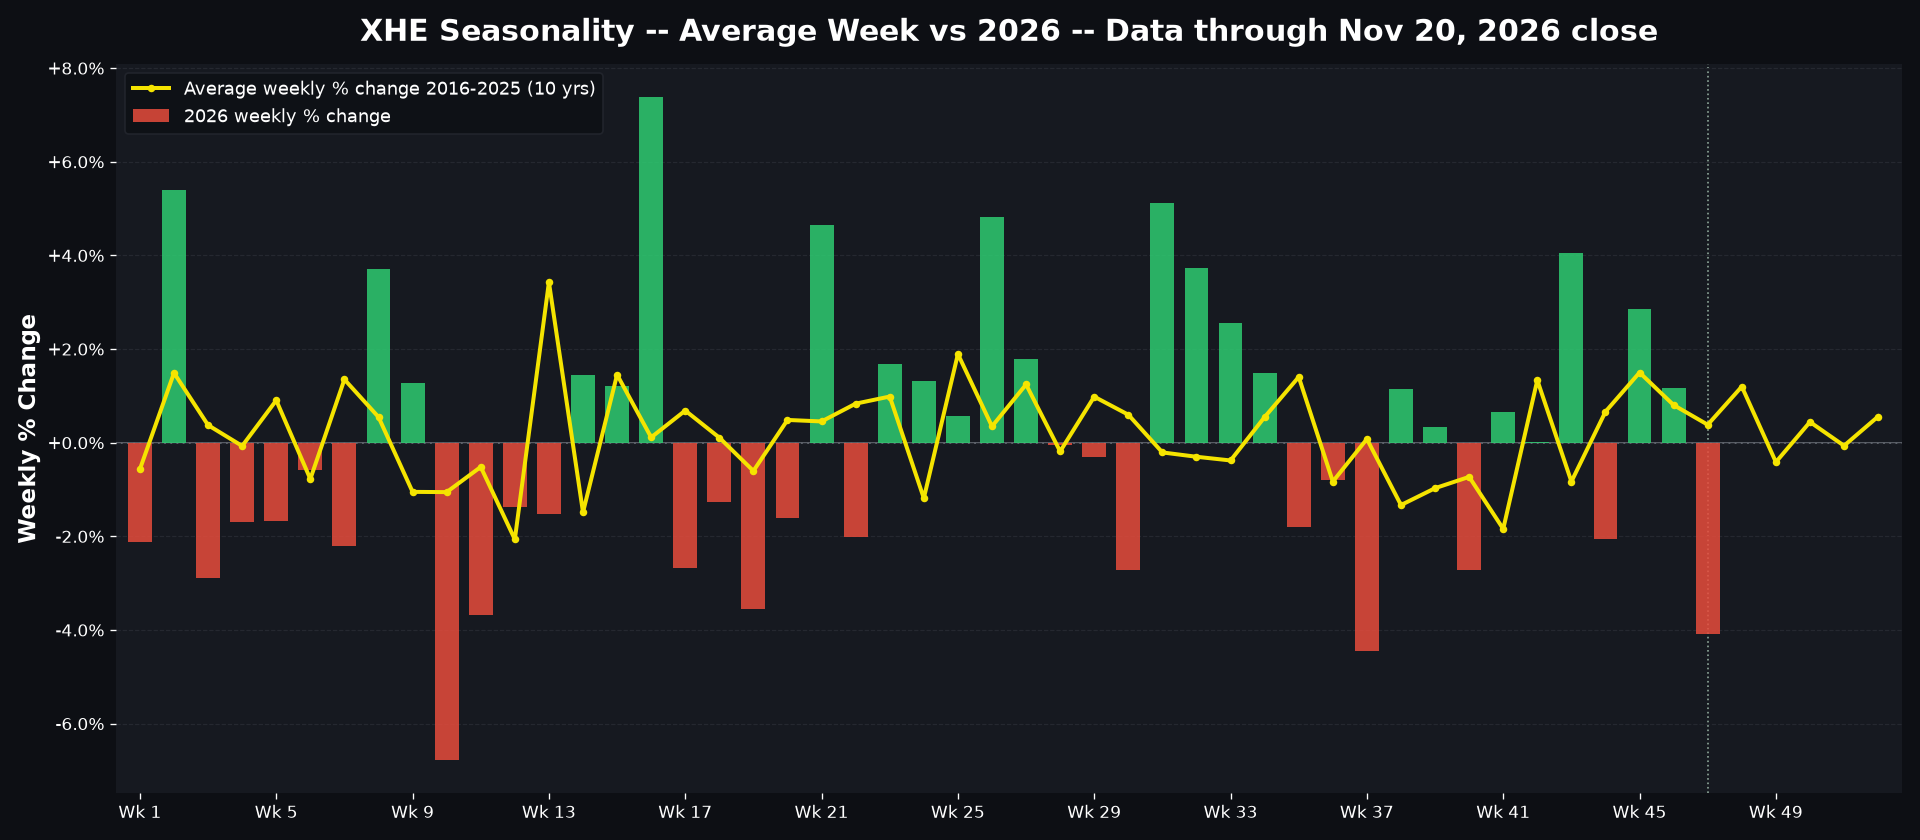 XHE Seasonality -- Average Week vs 2026 -- Data through Nov 20, 2026 close
Average weekly % change 2016-2025 (10 yrs)
2026 weekly % change
Weekly % Change
+8.0%
+6.0%
+4.0%
+2.0%
+0.0%
-2.0%
-4.0%
-6.0%
Wk 1 Wk 5 Wk 9 Wk 13 Wk 17 Wk 21 Wk 25 Wk 29 Wk 33 Wk 37 Wk 41 Wk 45 Wk 49